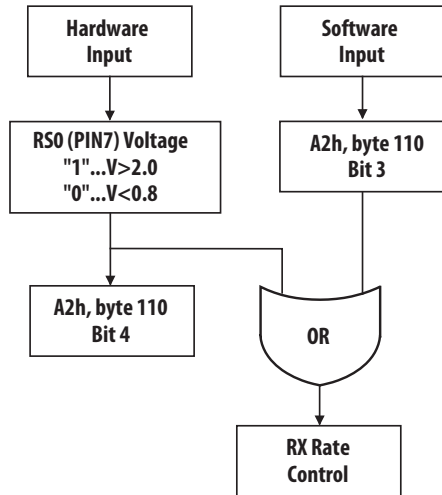 Hardware
Input
Software
Input
RS0 (PIN7) Voltage
"1"...V>2.0
"0"...V<0.8
A2h, byte 110
Bit 3
A2h, byte 110
Bit 4
OR
RX Rate
Control